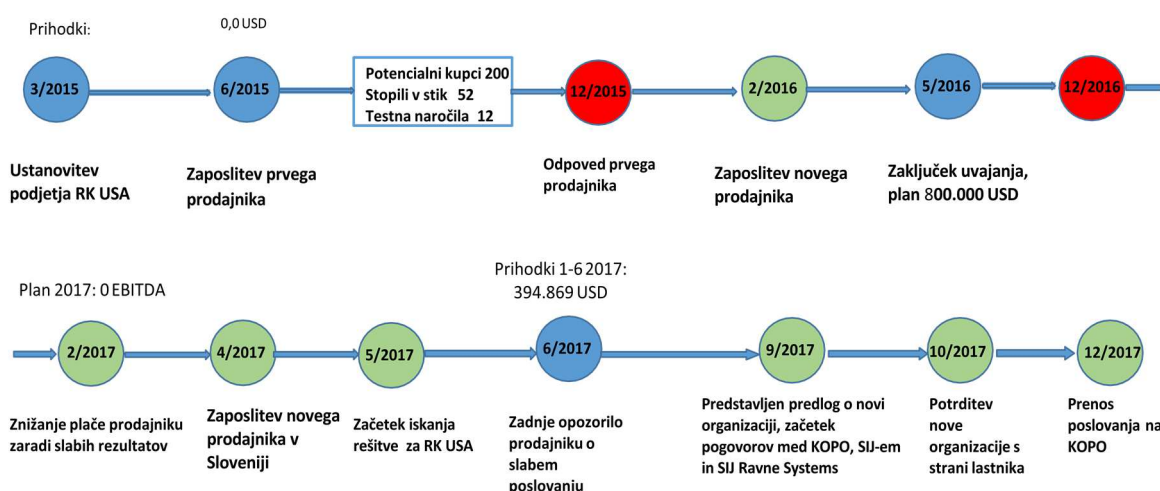 Prihodki:
0,0 USD
3/2015
6/2015
Potencialni kupci 200
Stopili v stik 52
Testna naročila 12
12/2015
2/2016
5/2016
12/2016
Ustanovitev
podjetja RK USA
Zaposlitev prvega
prodajnika
Odpoved prvega
prodajnika
Zaposlitev novega
prodajnika
Zaključek uvajanja,
plan 800.000 USD
Plan 2017: 0 EBITDA
Prihodki 1-6 2017:
394.869 USD
2/2017
4/2017
5/2017
6/2017
9/2017
10/2017
12/2017
Znižanje plače prodajniku
zaradi slabih rezultatov
Zaposlitev novega
prodajnika v
Sloveniji
Začetek iskanja
rešitve za RK USA
Zadnje opozorilo
prodajniku o
slabem
poslovanju
Predstavljen predlog o novi
organizaciji, začetek
pogovorov med KOPO, SIJ-em
in SIJ Ravne Systems
Potrditev
nove
organizacije s
strani lastnika
Prenos
poslovanja na
KOPO